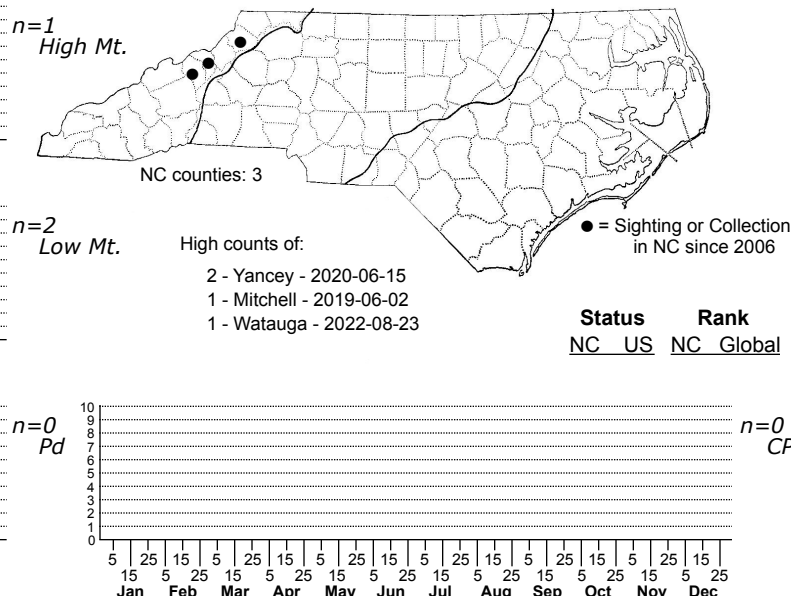 n=1
High Mt.
NC counties: 3
n=2
Low Mt.
High counts of:
2 - Yancey - 2020-06-15
1 - Mitchell - 2019-06-02
1 - Watauga - 2022-08-23
● = Sighting or Collection
in NC since 2006
Status Rank
NC US NC Global
n=0
Pd
n=0
CP
10
9
8
7
6
5
4
3
2
1
0
5 25 15 5 25 15 5 25 15 5 25 15 5 25 15 5 25 15
15 5 25 15 5 25 15 5 25 15 5 25 15 5 25 15 5 25
Jan Feb Mar Apr May Jun Jul Aug Sep Oct Nov Dec